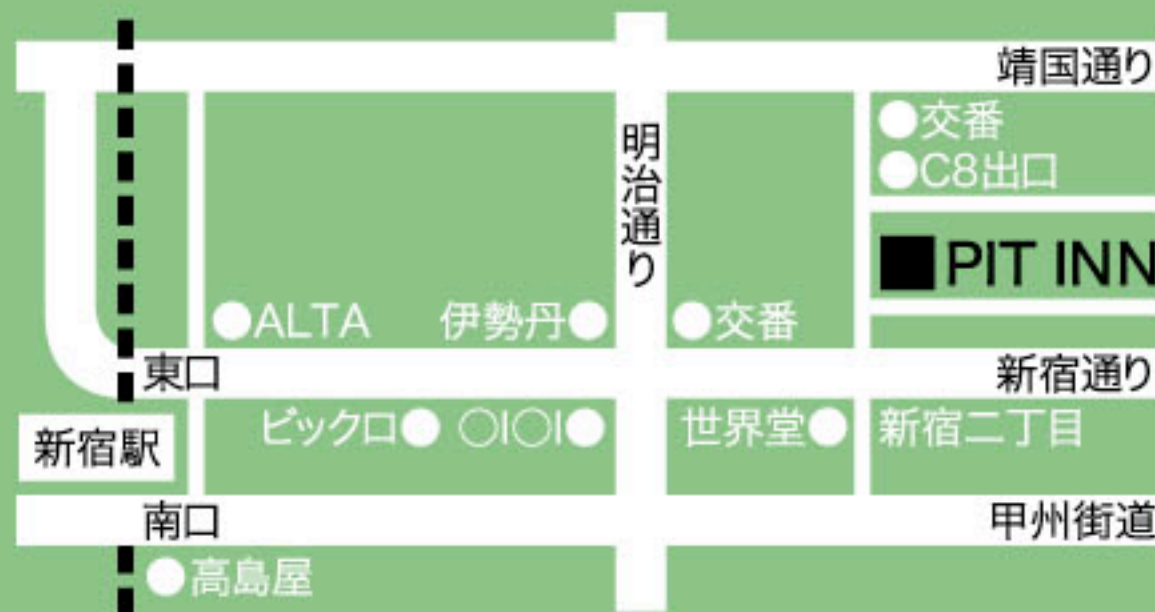 靖国通り
明治通り
●交番
●C8出口
■PIT INN
●ALTA
伊勢丹●
●交番
東口
新宿通り
ビックロ●
○I○I●
世界堂●
新宿二丁目
新宿駅
南口
甲州街道
●高島屋